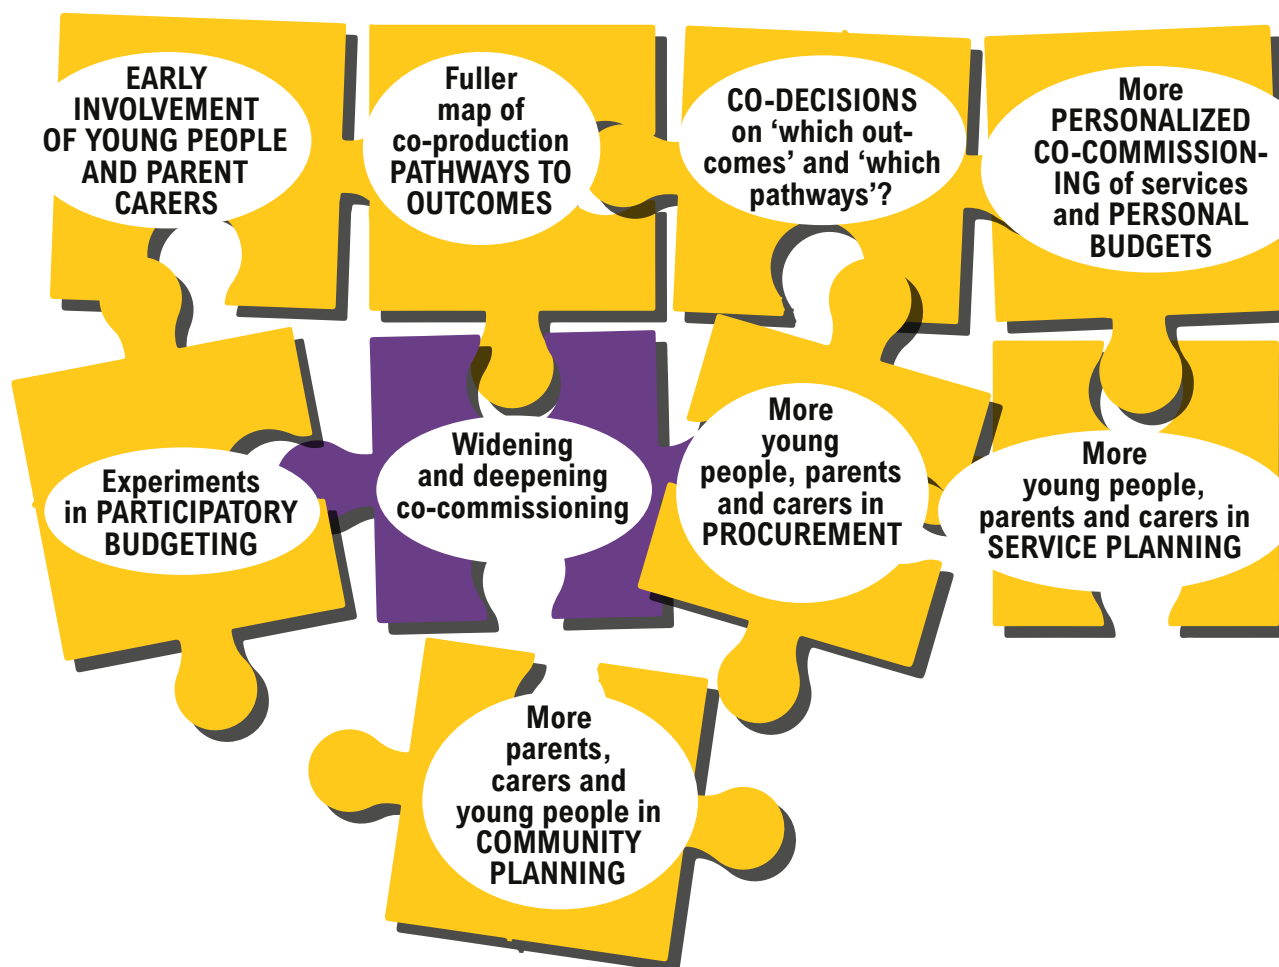 EARLY
INVOLVEMENT
OF YOUNG PEOPLE
AND PARENT
CARERS
Fuller
map of
co-production
PATHWAYS TO
OUTCOMES
CO-DECISIONS
on ‘which out-
comes’ and ‘which
pathways’?
More
PERSONALIZED
CO-COMMISSION-
ING of services
and PERSONAL
BUDGETS
Experiments
in PARTICIPATORY
BUDGETING
Widening
and deepening
co-commissioning
More
young
people, parents
and carers in
PROCUREMENT
More
young people,
parents and carers in
SERVICE PLANNING
More
parents,
carers and
young people in
COMMUNITY
PLANNING